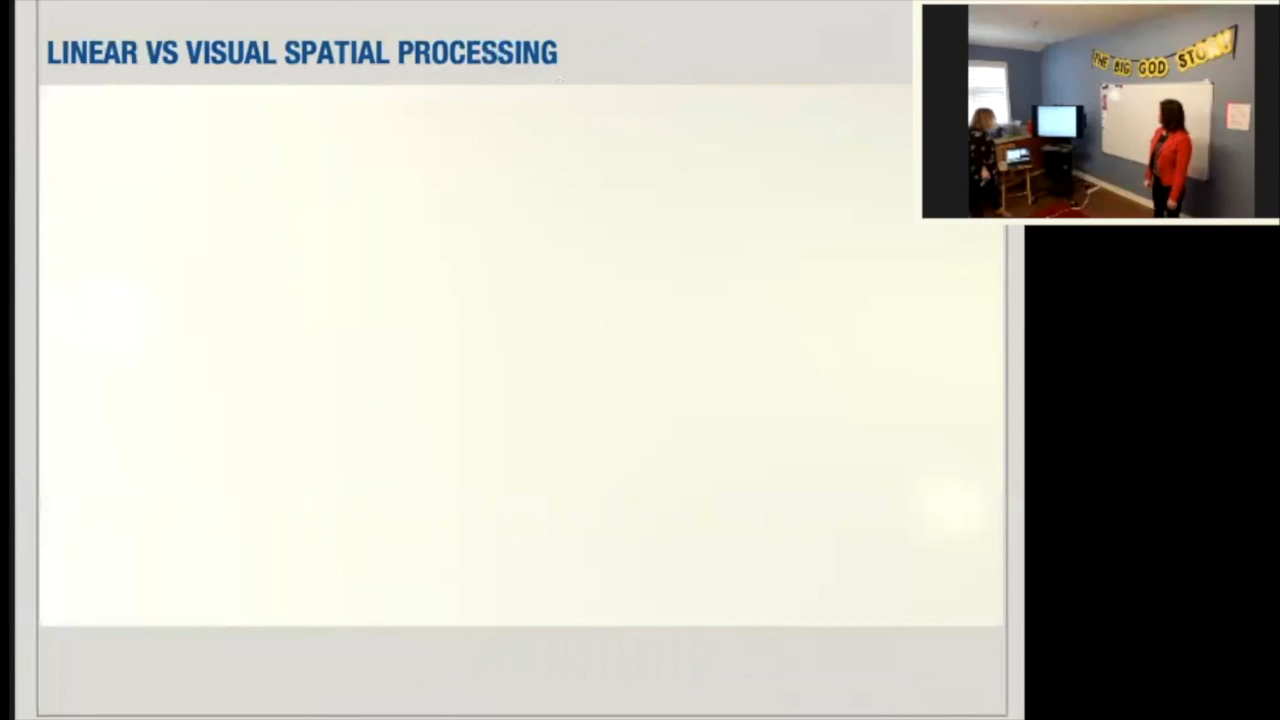 LINEAR VS VISUAL SPATIAL PROCESSING
THE BIG GOD STORY